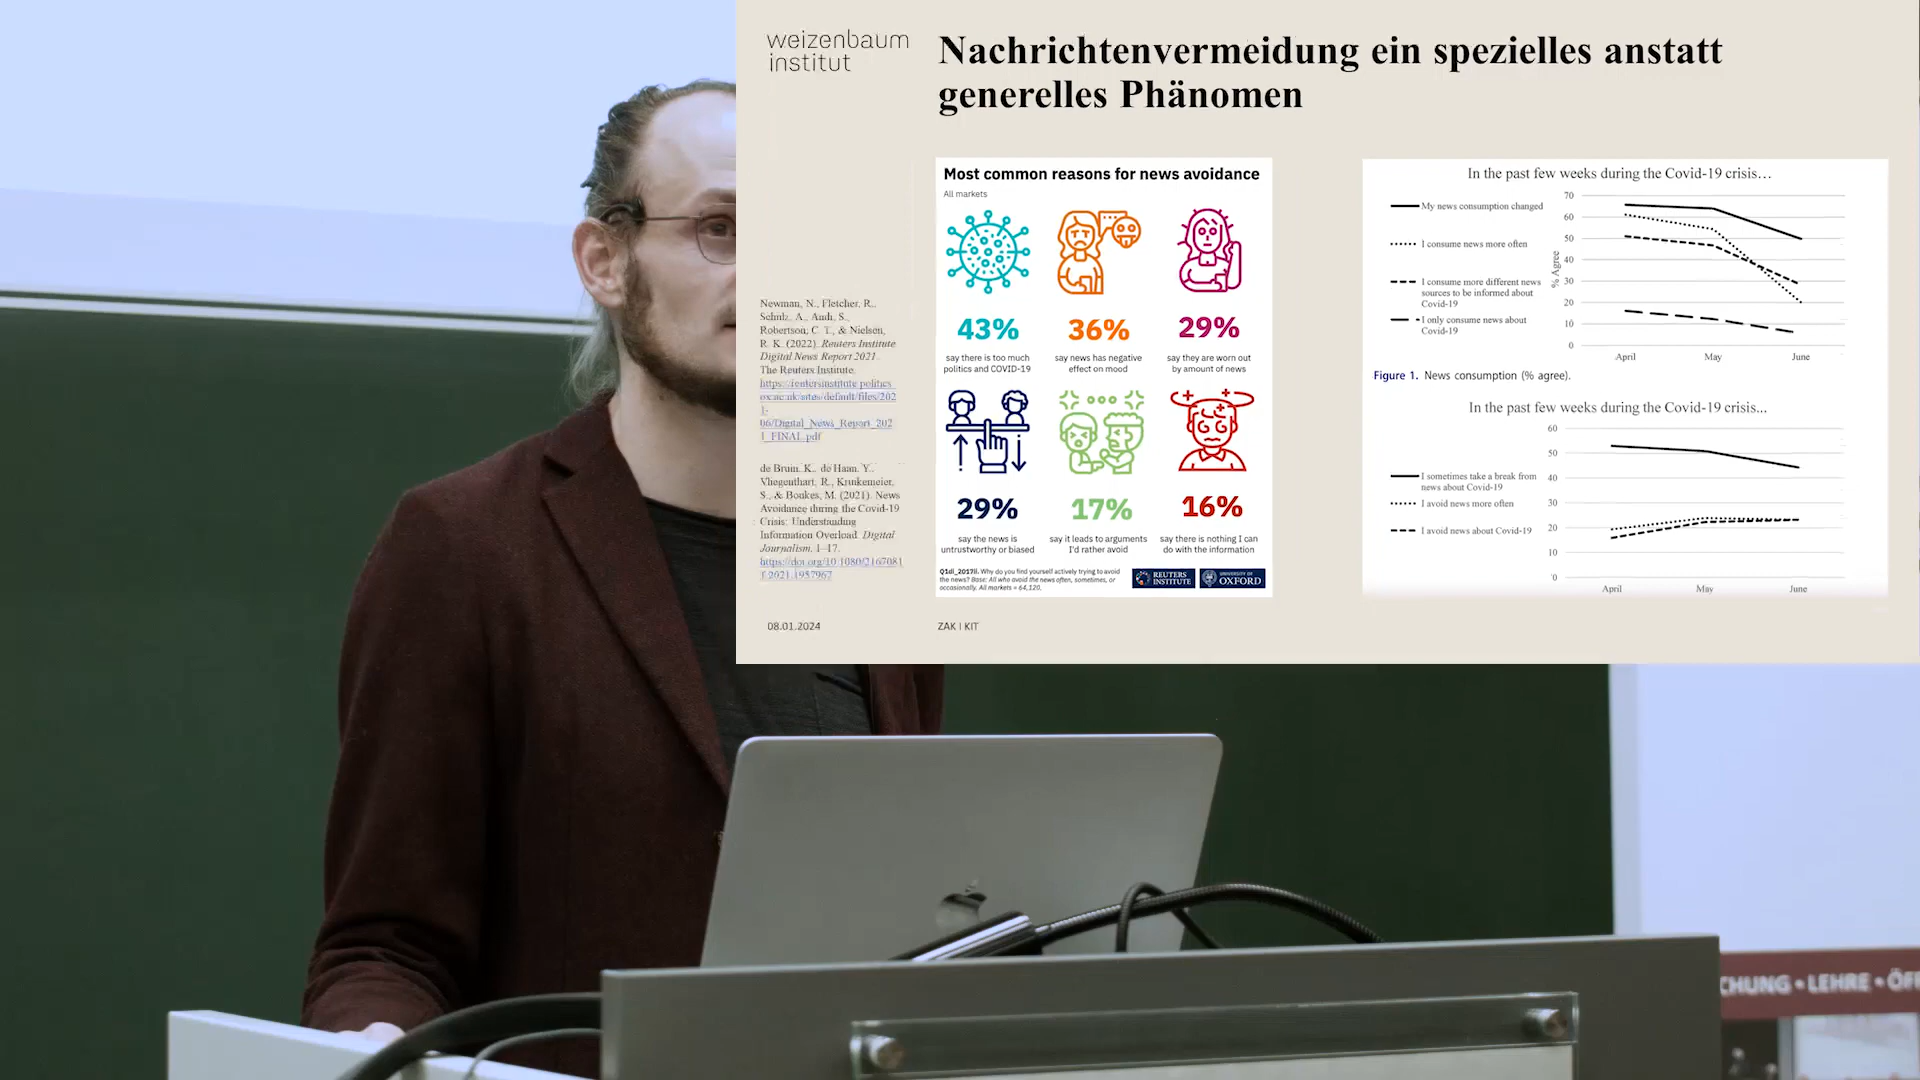 weizenbaum
institut
Nachrichtenvermeidung ein spezielles anstatt
generelles Phänomen
Newman, N., Fletcher, R.,
Schulz, A., Andı, S.,
Robertson, C. T., & Nielsen,
R. K. (2022). Reuters Institute
Digital News Report 2021.
The Reuters Institute.
https://reutersinstitute.politics.
ox.ac.uk/sites/default/files/202
1-
06/Digital_News_Report_202
1_FINAL.pdf
de Bruin, K., de Haan, Y.,
Vliegenthart, R., Kruikemeier,
S., & Boukes, M. (2021). News
Avoidance during the Covid-19
Crisis: Understanding
Information Overload. Digital
Journalism, 1–17.
https://doi.org/10.1080/2167081
1.2021.1957967
08.01.2024
ZAK | KIT
Most common reasons for news avoidance
All markets
43%
say there is too much
politics and COVID-19
36%
say news has negative
effect on mood
29%
say they are worn out
by amount of news
29%
say the news is
untrustworthy or biased
17%
say it leads to arguments
I'd rather avoid
16%
say there is nothing I can
do with the information
Q1di_2017ii. Why do you find yourself actively trying to avoid
the news? Base: All who avoid the news often, sometimes, or
occasionally. All markets = 64,120.
REUTERS
INSTITUTE
UNIVERSITY OF
OXFORD
In the past few weeks during the Covid-19 crisis…
My news consumption changed
I consume news more often
I consume more different news
sources to be informed about
Covid-19
I only consume news about
Covid-19
% Agree
70
60
50
40
30
20
10
0
April
May
June
Figure 1. News consumption (% agree).
In the past few weeks during the Covid-19 crisis...
I sometimes take a break from
news about Covid-19
I avoid news more often
I avoid news about Covid-19
60
50
40
30
20
10
0
April
May
June
CHUNG • LEHRE • ÖFF